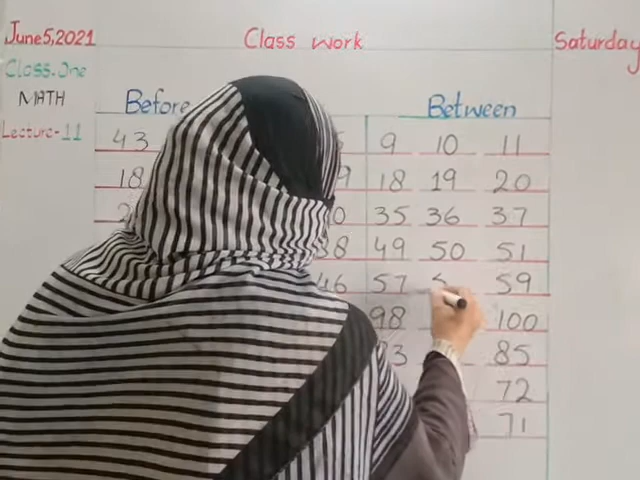 June 5, 2021 Class work Saturday
Class. One
MATH Before Between
Lecture-11
43 9 10 11
18 18 19 20
35 36 37
38 49 50 51
46 57 59
98 100
85
72
71